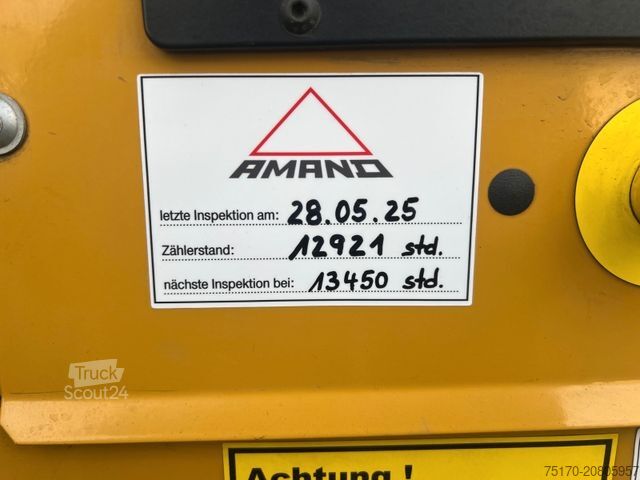 AMAND
letzte Inspektion am: 28.05.25
Zählerstand: 12921 std.
nächste Inspektion bei: 13450 std.
Truck
Scout24
Achtung !
75170-20805957